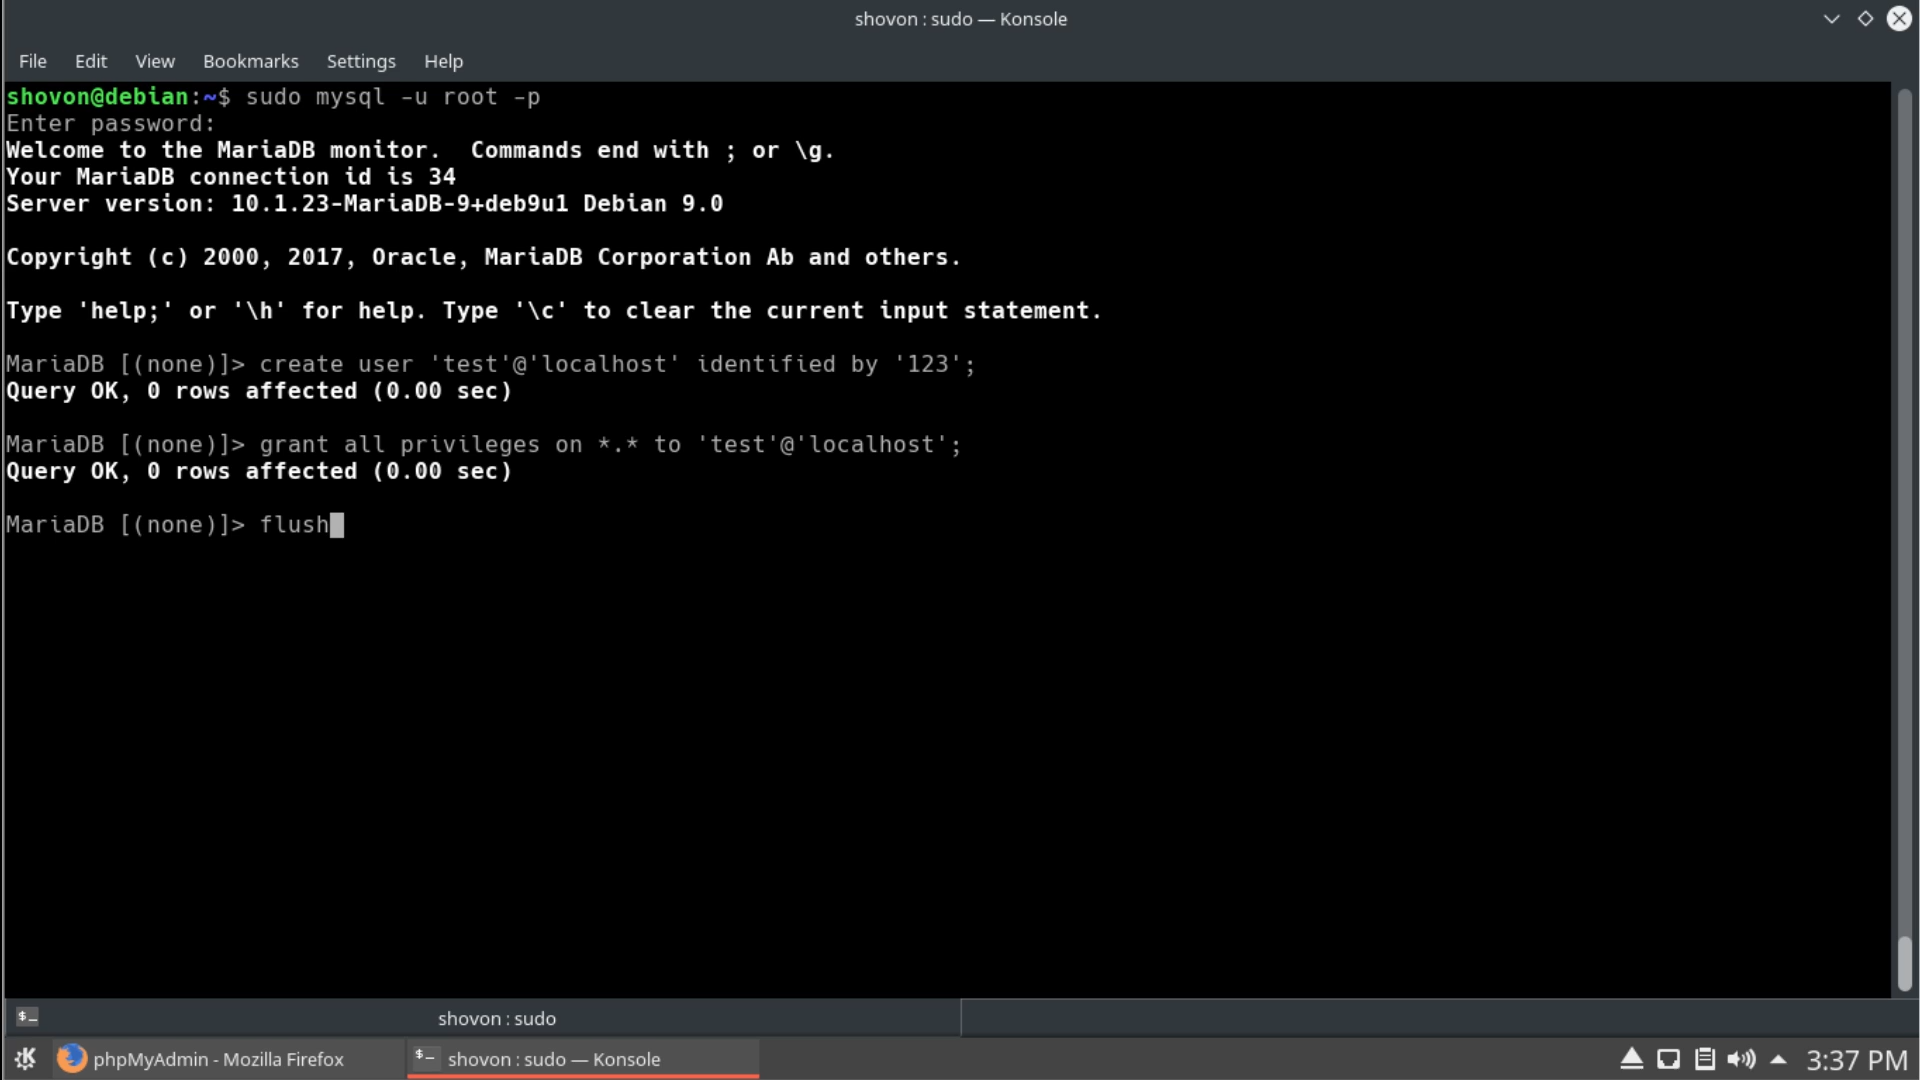 shovon : sudo — Konsole
File Edit View Bookmarks Settings Help
shovon@debian:~$ sudo mysql -u root -p
Enter password:
Welcome to the MariaDB monitor.  Commands end with ; or \g.
Your MariaDB connection id is 34
Server version: 10.1.23-MariaDB-9+deb9u1 Debian 9.0
Copyright (c) 2000, 2017, Oracle, MariaDB Corporation Ab and others.
Type 'help;' or '\h' for help. Type '\c' to clear the current input statement.
MariaDB [(none)]> create user 'test'@'localhost' identified by '123';
Query OK, 0 rows affected (0.00 sec)
MariaDB [(none)]> grant all privileges on *.* to 'test'@'localhost';
Query OK, 0 rows affected (0.00 sec)
MariaDB [(none)]> flush
shovon : sudo
phpMyAdmin - Mozilla Firefox
shovon : sudo — Konsole
3:37 PM